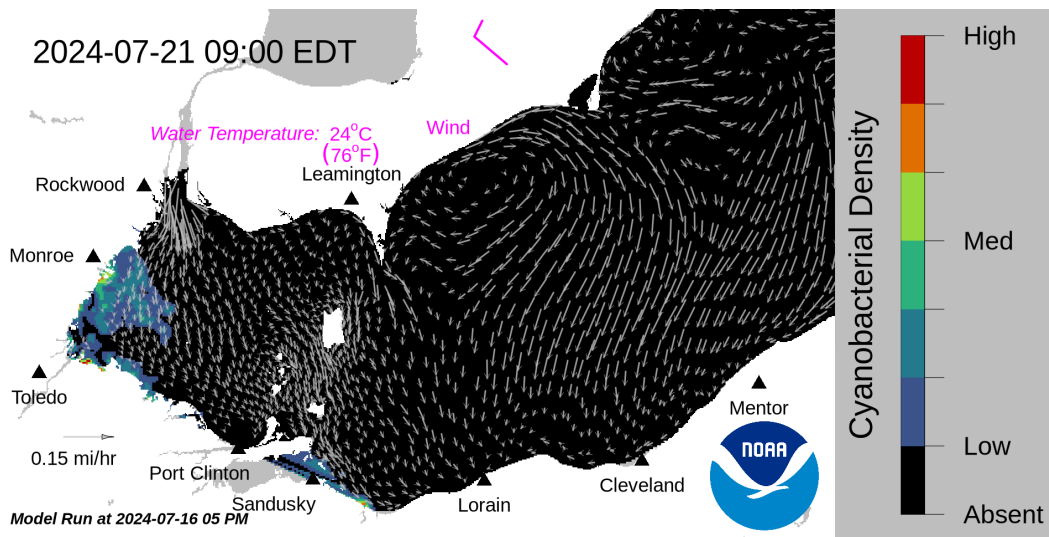 2024-07-21 09:00 EDT
High
Wind
Water Temperature: 24°C
(76°F)
Leamington
Rockwood
Monroe
Med
Cyanobacterial Density
Toledo
Mentor
NOAA
Low
0.15 mi/hr
Port Clinton
Cleveland
Sandusky
Lorain
Absent
Model Run at 2024-07-16 05 PM